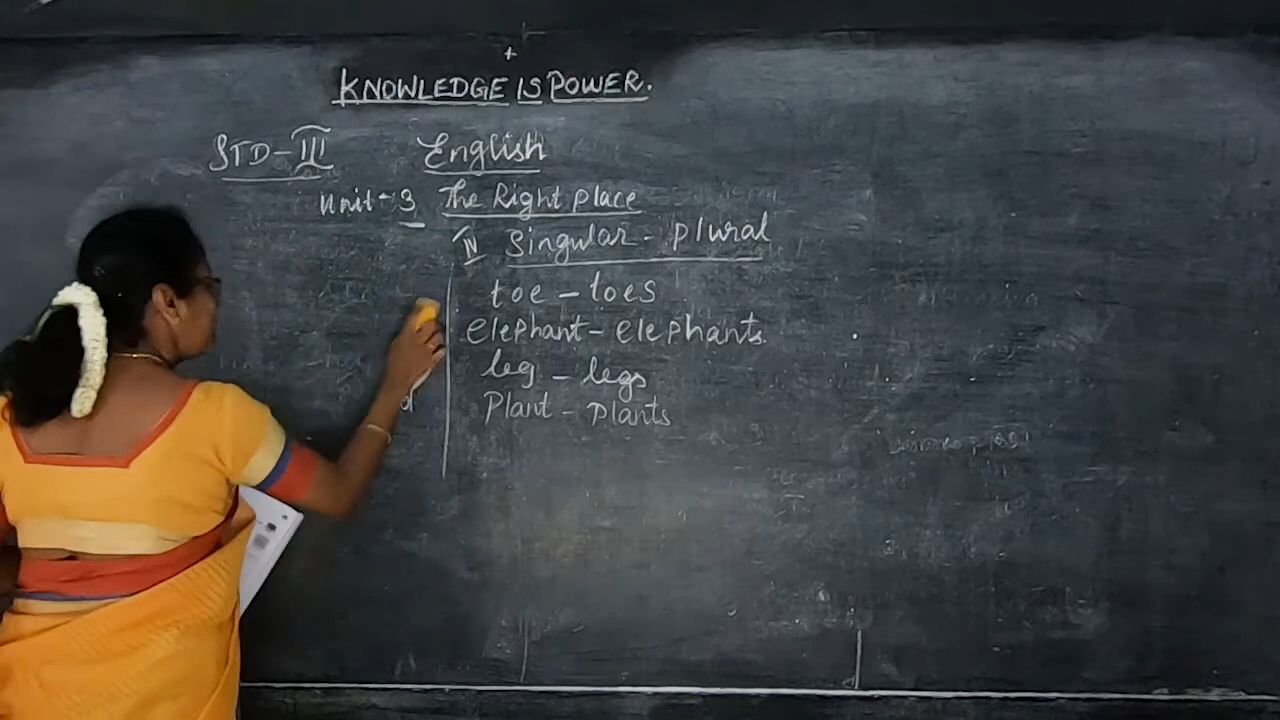 KNOWLEDGE IS POWER.
STD-III English
Unit-3 The Right place
IV Singular - plural
toe - toes
elephant - elephants.
leg - legs
Plant - Plants